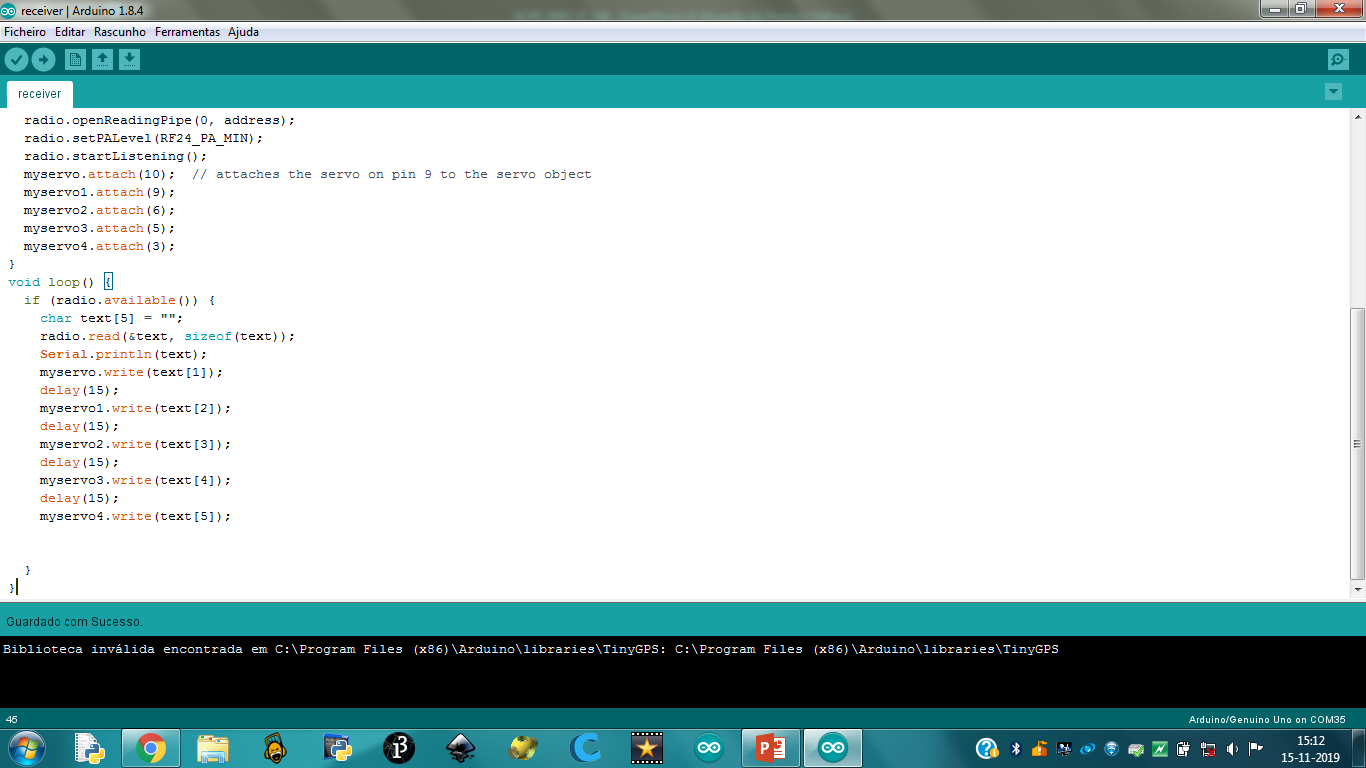 receiver | Arduino 1.8.4
Ficheiro Editar Rascunho Ferramentas Ajuda
receiver
radio.openReadingPipe(0, address);
radio.setPALevel(RF24_PA_MIN);
radio.startListening();
myservo.attach(10);  // attaches the servo on pin 9 to the servo object
myservo1.attach(9);
myservo2.attach(6);
myservo3.attach(5);
myservo4.attach(3);
}
void loop() {
if (radio.available()) {
char text[5] = "";
radio.read(&text, sizeof(text));
Serial.println(text);
myservo.write(text[1]);
delay(15);
myservo1.write(text[2]);
delay(15);
myservo2.write(text[3]);
delay(15);
myservo3.write(text[4]);
delay(15);
myservo4.write(text[5]);
}
}
Guardado com Sucesso.
Biblioteca inválida encontrada em C:\Program Files (x86)\Arduino\libraries\TinyGPS: C:\Program Files (x86)\Arduino\libraries\TinyGPS
45
Arduino/Genuino Uno on COM35
15:12
15-11-2019